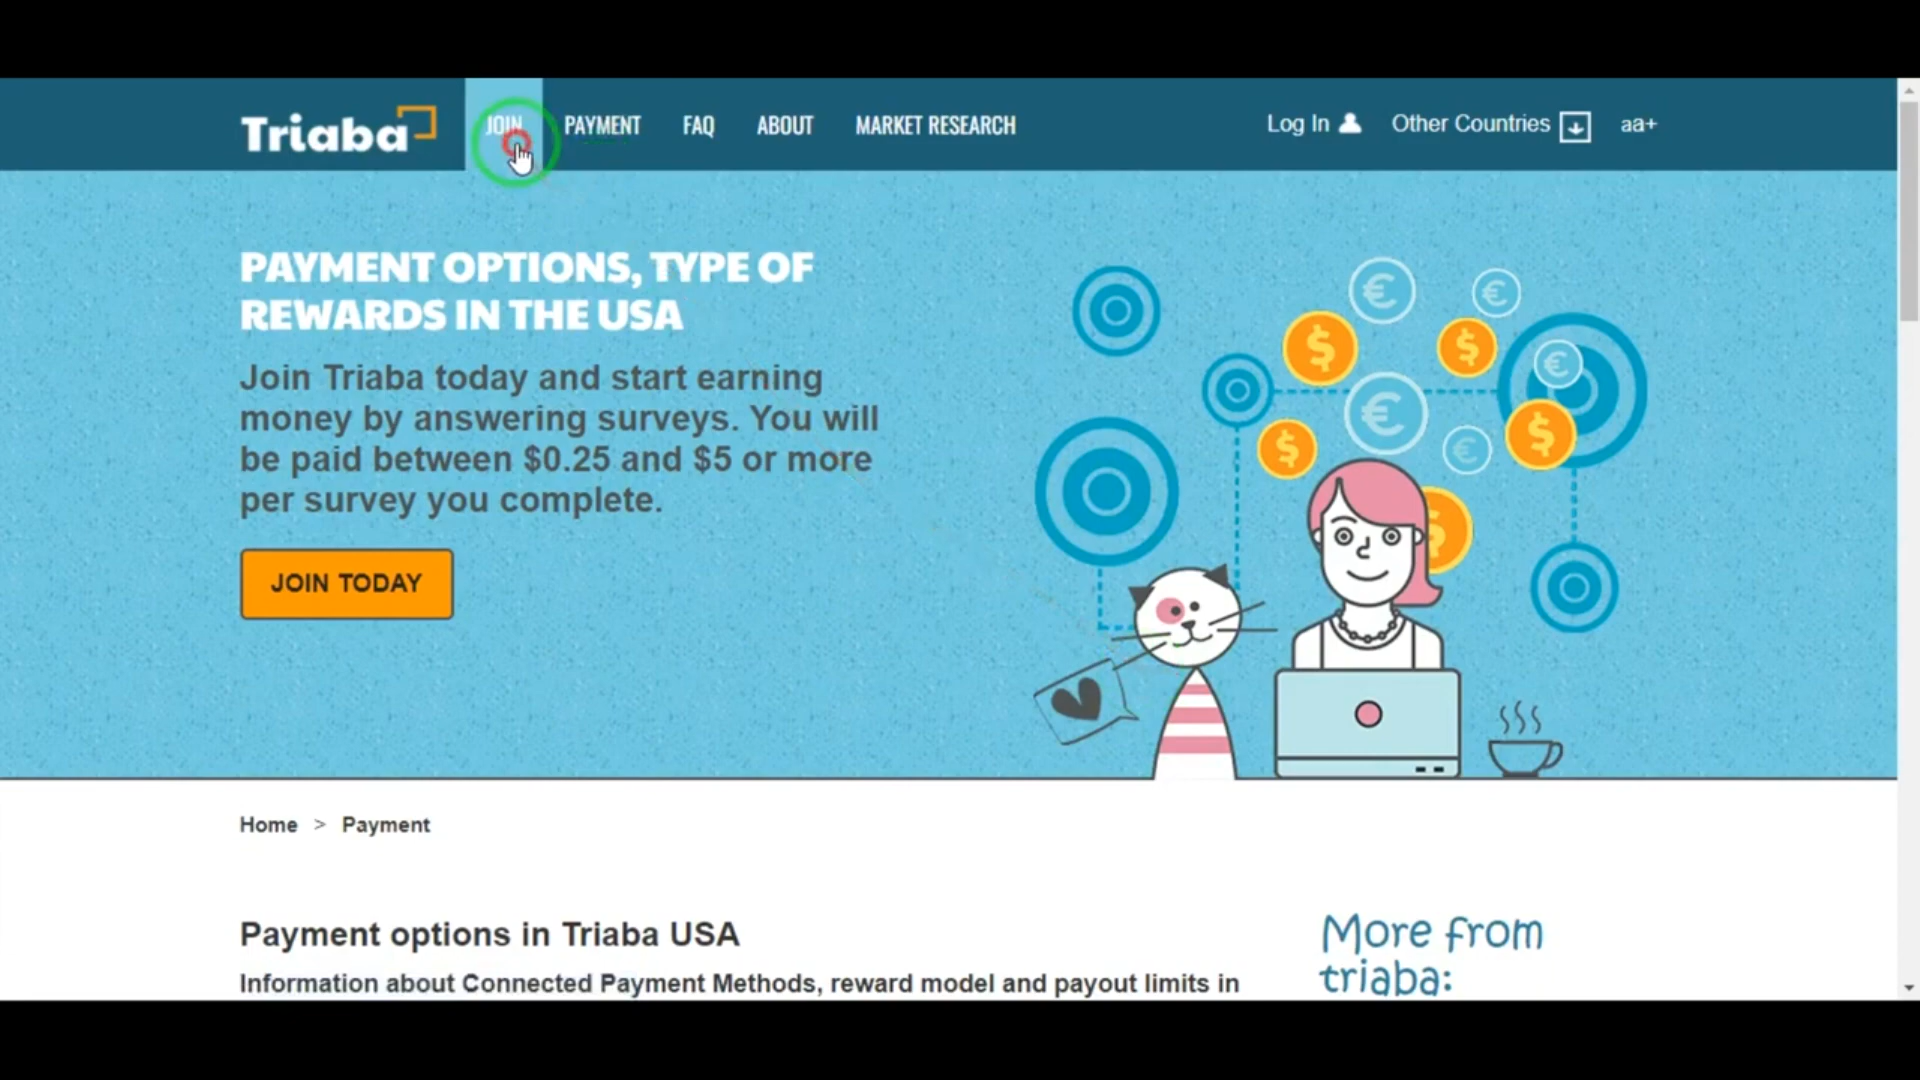 Triaba
JOIN PAYMENT FAQ ABOUT MARKET RESEARCH Log In Other Countries aa+
PAYMENT OPTIONS, TYPE OF
REWARDS IN THE USA
Join Triaba today and start earning
money by answering surveys. You will
be paid between $0.25 and $5 or more
per survey you complete.
JOIN TODAY
Home > Payment
Payment options in Triaba USA
Information about Connected Payment Methods, reward model and payout limits in
More from
triaba: